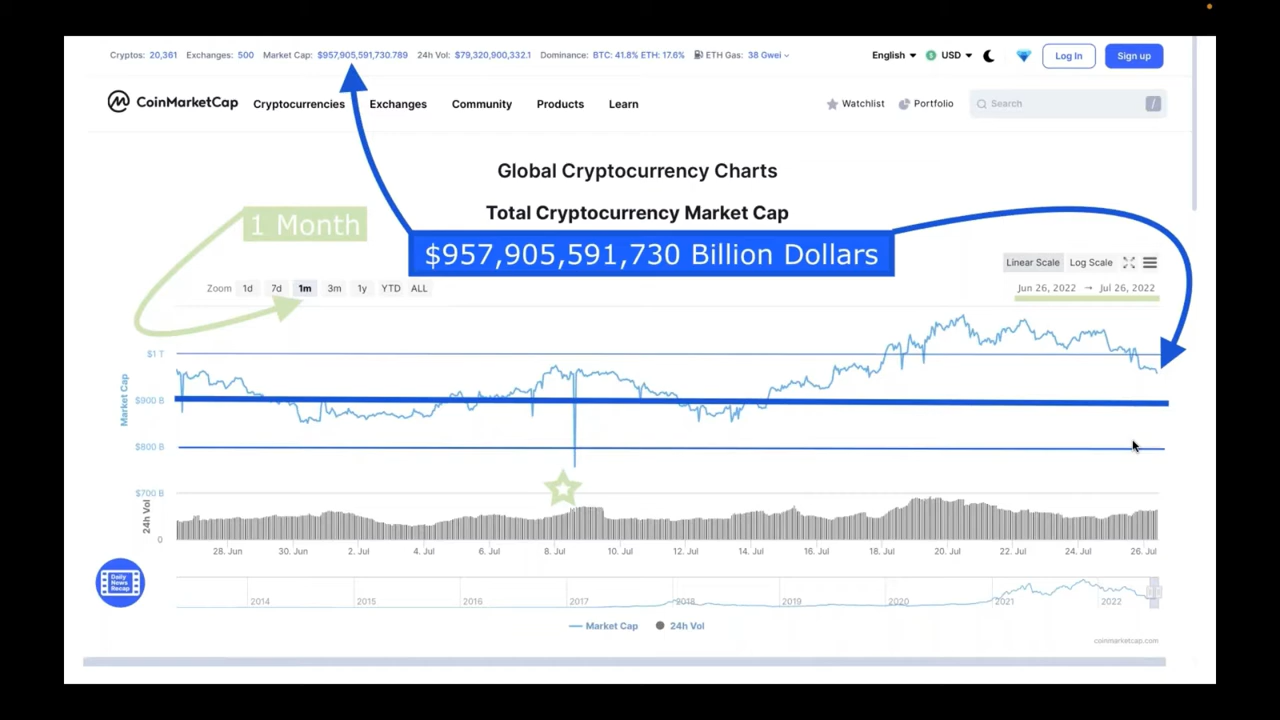 Cryptos: 20,361 Exchanges: 500 Market Cap: $957,905,591,730.789 24h Vol: $79,320,900,332.1 Dominance: BTC: 41.8% ETH: 17.6% ETH Gas: 38 Gwei
English USD Log In Sign up
CoinMarketCap Cryptocurrencies Exchanges Community Products Learn Watchlist Portfolio Search /
Global Cryptocurrency Charts
Total Cryptocurrency Market Cap
1 Month
$957,905,591,730 Billion Dollars
Linear Scale Log Scale
Zoom 1d 7d 1m 3m 1y YTD ALL
Jun 26, 2022 → Jul 26, 2022
$1 T
$900 B
$800 B
$700 B
Market Cap
24h Vol
0
28. Jun 30. Jun 2. Jul 4. Jul 6. Jul 8. Jul 10. Jul 12. Jul 14. Jul 16. Jul 18. Jul 20. Jul 22. Jul 24. Jul 26. Jul
Daily
News
Recap
2014 2015 2016 2017 2018 2019 2020 2021 2022
Market Cap 24h Vol
coinmarketcap.com